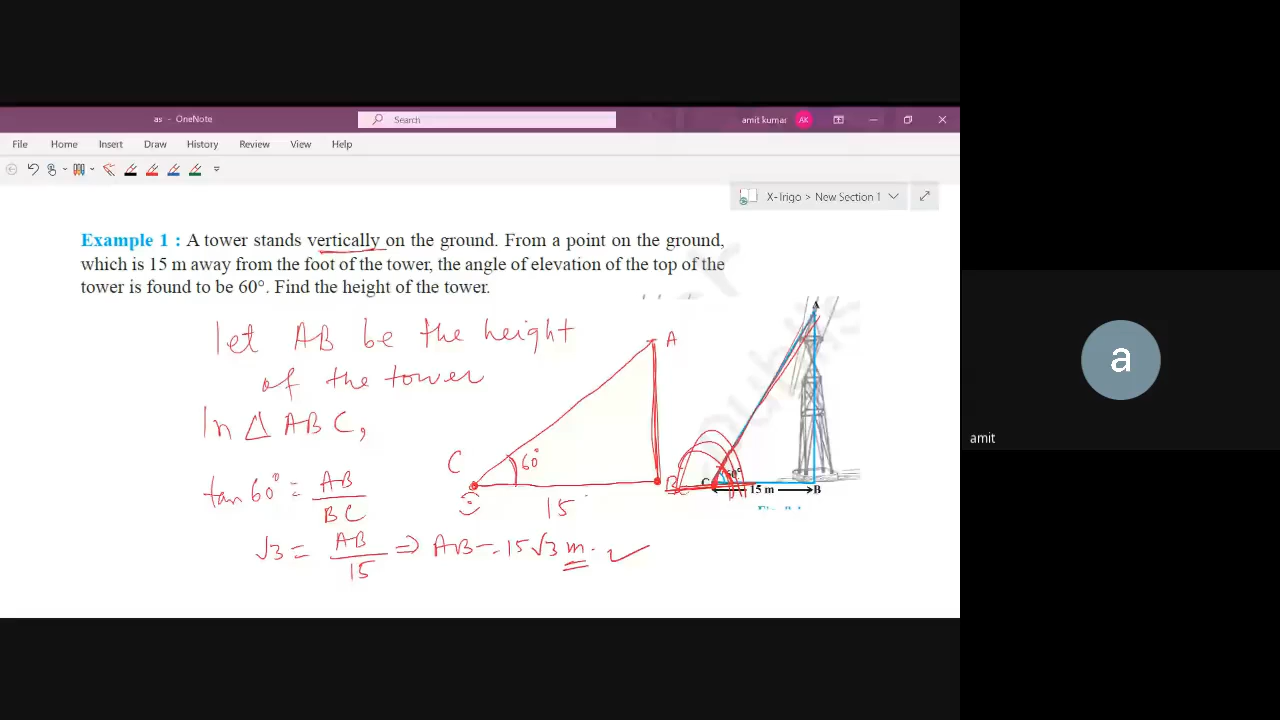 as - OneNote
Search
amit kumar AK
File Home Insert Draw History Review View Help
X-Trigo > New Section 1
Example 1 : A tower stands vertically on the ground. From a point on the ground,
which is 15 m away from the foot of the tower, the angle of elevation of the top of the
tower is found to be 60°. Find the height of the tower.
let AB be the height
of the tower
In △ ABC,
tan 60° = AB/BC
√3 = AB/15 ⇒ AB = 15√3 m.
A
C
60°
B
15
A
60°
C
15 m
B
a
amit